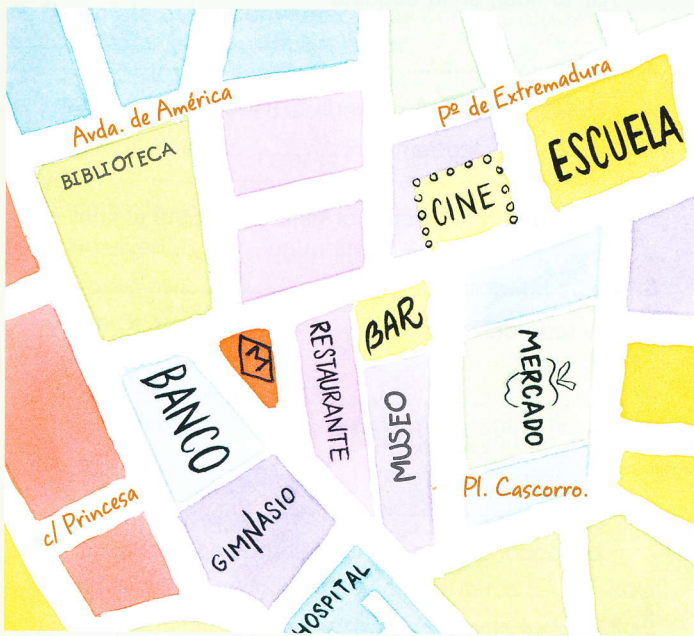 Avda. de América
Pº de Extremadura
BIBLIOTECA
ESCUELA
CINE
BAR
M
RESTAURANTE
MERCADO
BANCO
MUSEO
Pl. Cascorro.
c/ Princesa
GIMNASIO
HOSPITAL